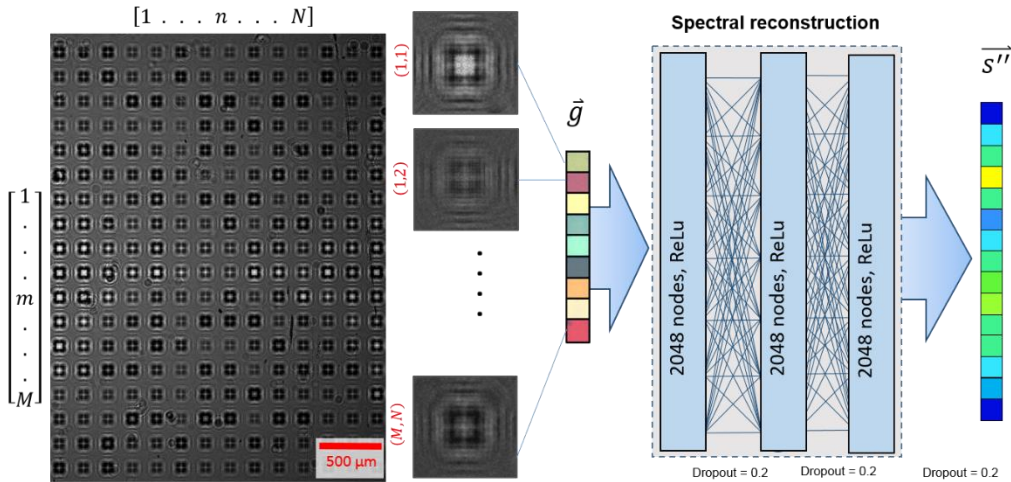 [1 . . . n . . . N]
1
.
.
.
m
.
.
.
M
500 µm
(1,1)
(1,2)
(M,N)
g⃗
Spectral reconstruction
2048 nodes, ReLu
2048 nodes, ReLu
2048 nodes, ReLu
Dropout = 0.2
Dropout = 0.2
Dropout = 0.2
s′′